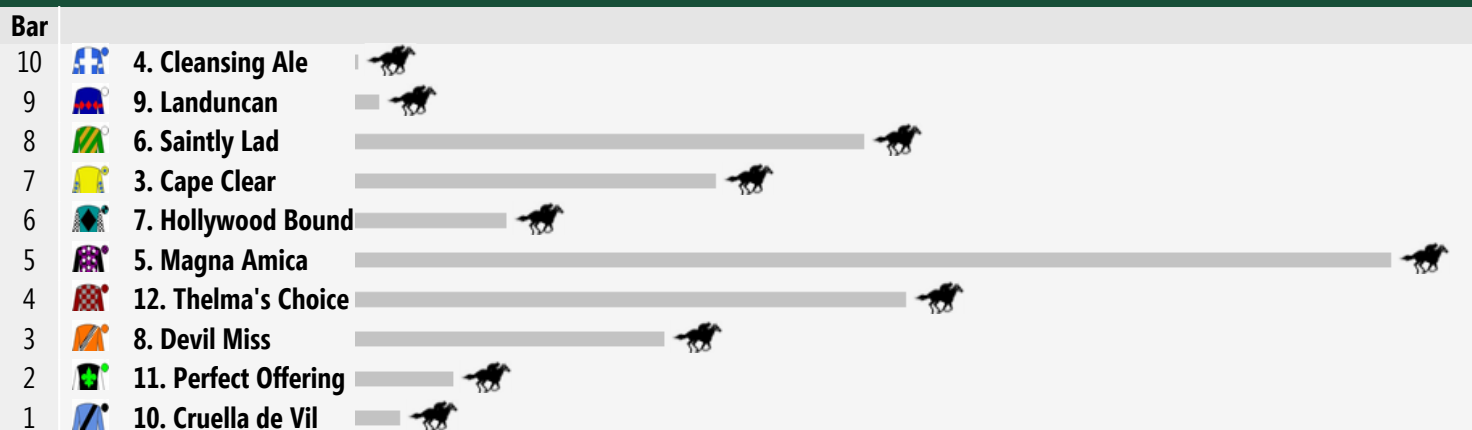 Bar
10 4. Cleansing Ale
9 9. Landuncan
8 6. Saintly Lad
7 3. Cape Clear
6 7. Hollywood Bound
5 5. Magna Amica
4 12. Thelma's Choice
3 8. Devil Miss
2 11. Perfect Offering
1 10. Cruella de Vil